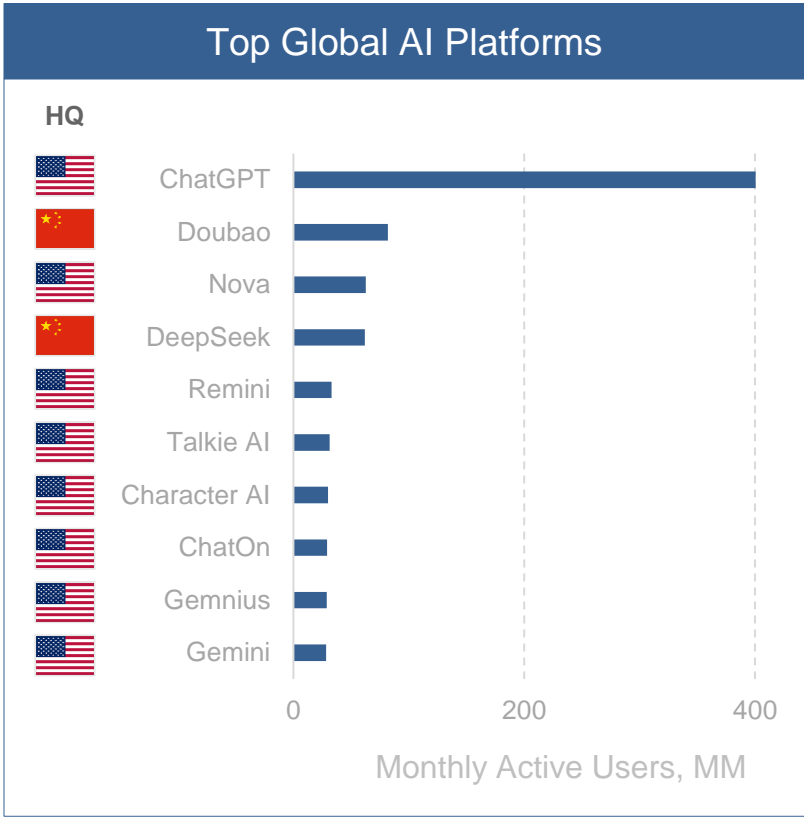 Top Global AI Platforms
HQ
ChatGPT
Doubao
Nova
DeepSeek
Remini
Talkie AI
Character AI
ChatOn
Gemnius
Gemini
0 200 400
Monthly Active Users, MM